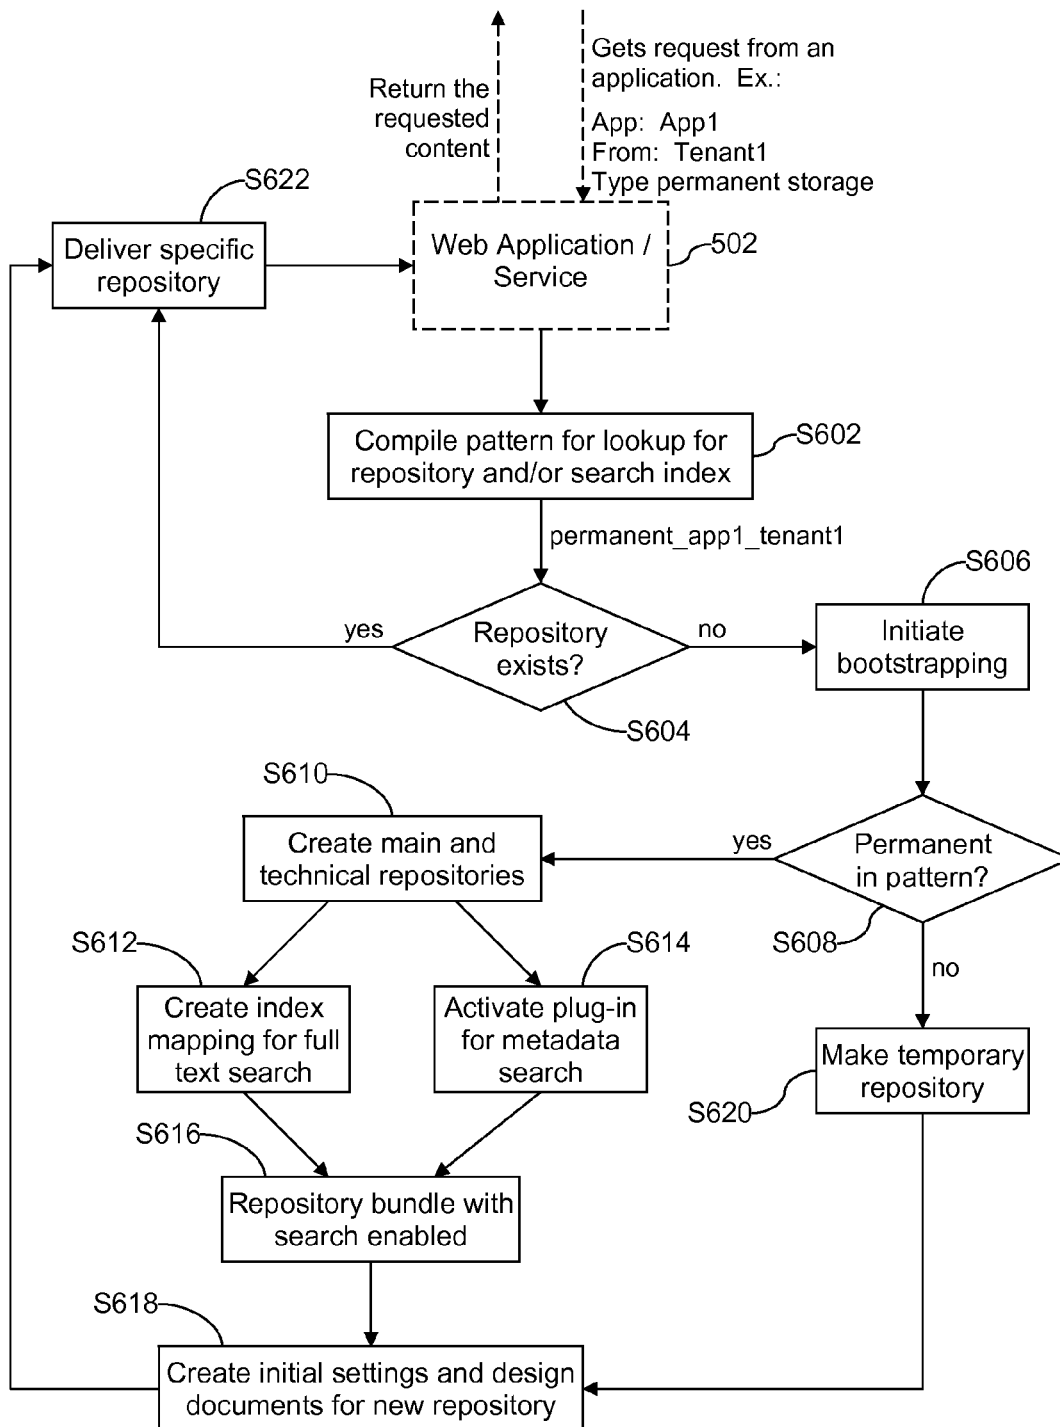 Gets request from an
application. Ex.:
App: App1
From: Tenant1
Type permanent storage
Return the
requested
content
S622
Deliver specific
repository
Web Application /
Service
502
Compile pattern for lookup for
repository and/or search index
S602
permanent_app1_tenant1
S606
yes
Repository
exists?
no
Initiate
bootstrapping
S604
S610
Create main and
technical repositories
yes
Permanent
in pattern?
S612
S614
S608
no
Create index
mapping for full
text search
Activate plug-in
for metadata
search
Make temporary
repository
S620
S616
Repository bundle with
search enabled
S618
Create initial settings and design
documents for new repository